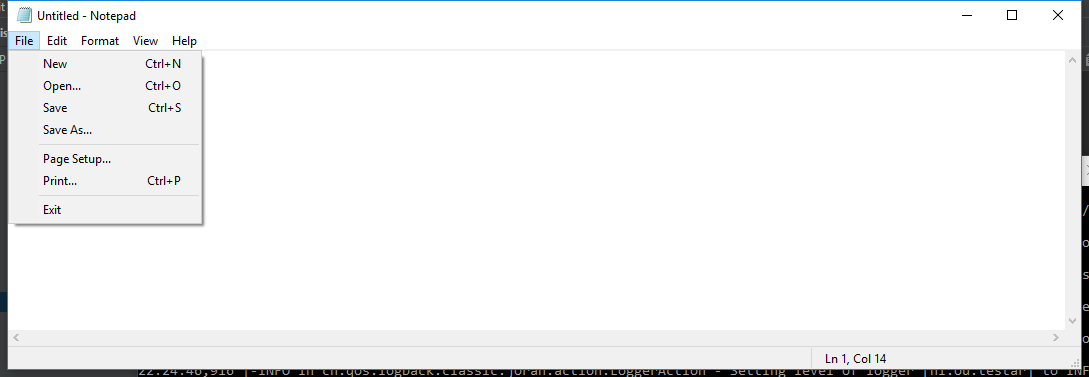 Untitled - Notepad
File Edit Format View Help
New Ctrl+N
Open... Ctrl+O
Save Ctrl+S
Save As...
Page Setup...
Print... Ctrl+P
Exit
Ln 1, Col 14
22:24:46,916 |-INFO in ch.qos.logback.classic.joran.action.LoggerAction - Setting level of logger [nl.ou.testar] to INF